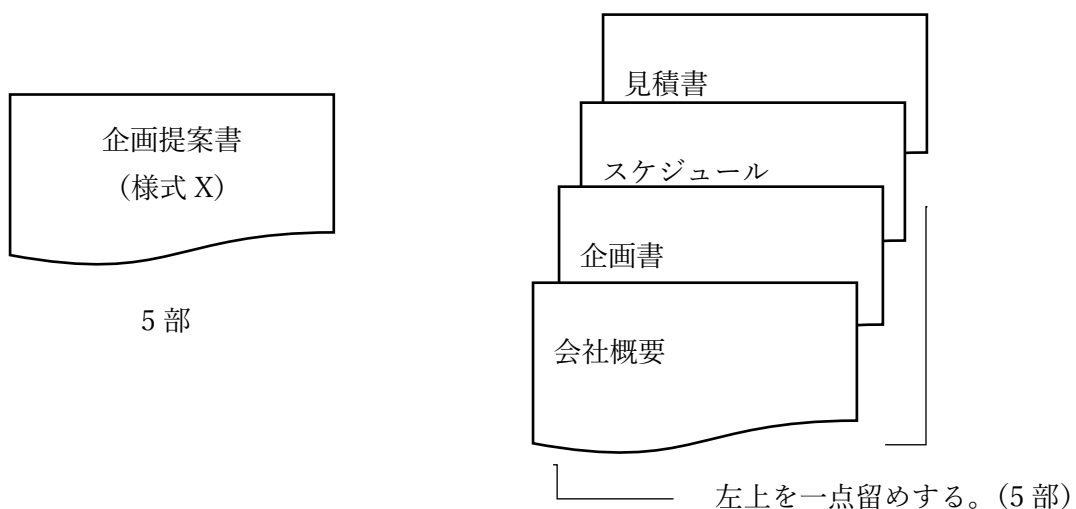 企画提案書
（様式 X）
5 部
見積書
スケジュール
企画書
会社概要
左上を一点留めする。（5 部）